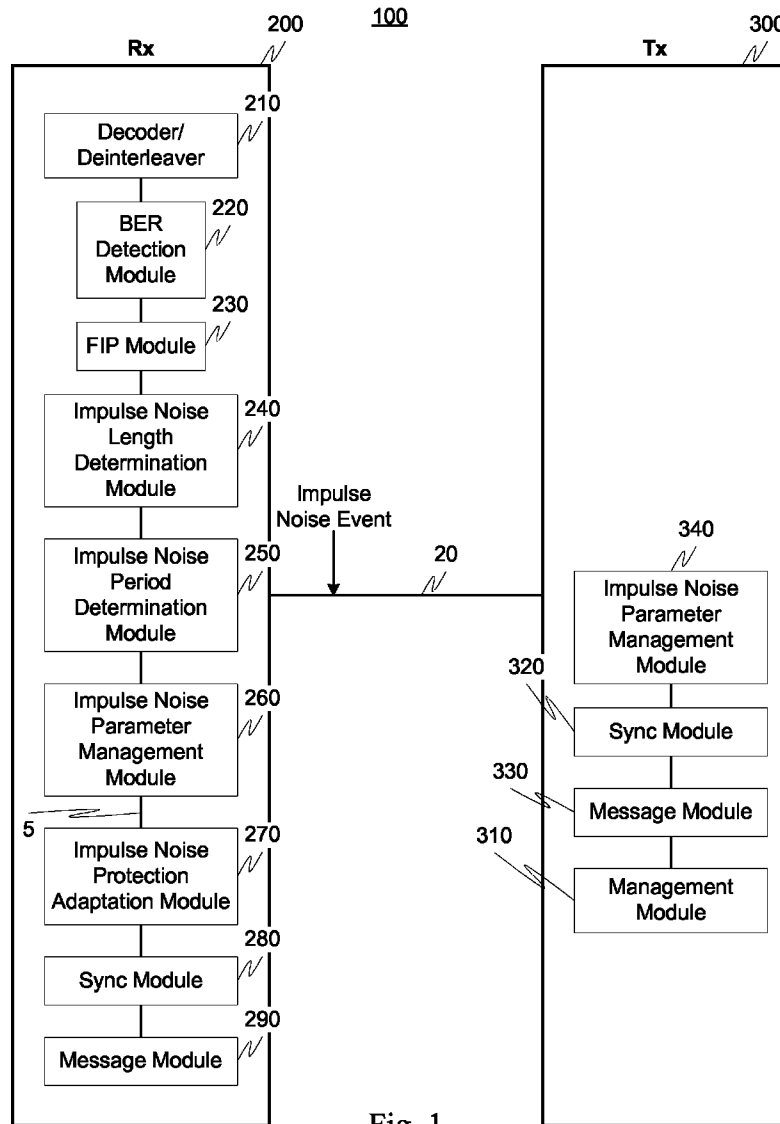 100
Rx
200
210
Decoder/
Deinterleaver
220
BER
Detection
Module
230
FIP Module
240
Impulse Noise
Length
Determination
Module
250
Impulse Noise
Period
Determination
Module
260
Impulse Noise
Parameter
Management
Module
5
270
Impulse Noise
Protection
Adaptation Module
280
Sync Module
290
Message Module
Impulse
Noise Event
20
Tx
300
340
Impulse Noise
Parameter
Management
Module
320
Sync Module
330
Message Module
310
Management
Module
Fig. 1